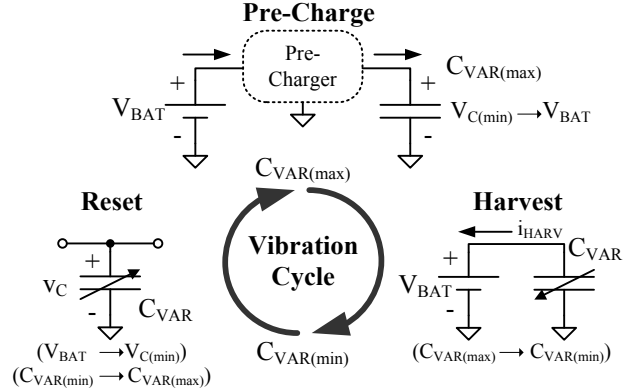 Pre-Charge
Pre-
Charger
+
V_BAT
-
+
-
C_VAR(max)
V_C(min) → V_BAT
C_VAR(max)
Vibration
Cycle
C_VAR(min)
Reset
+
v_C
-
C_VAR
(V_BAT → V_C(min))
(C_VAR(min) → C_VAR(max))
Harvest
i_HARV
+
V_BAT
-
+
-
C_VAR
(C_VAR(max) → C_VAR(min))